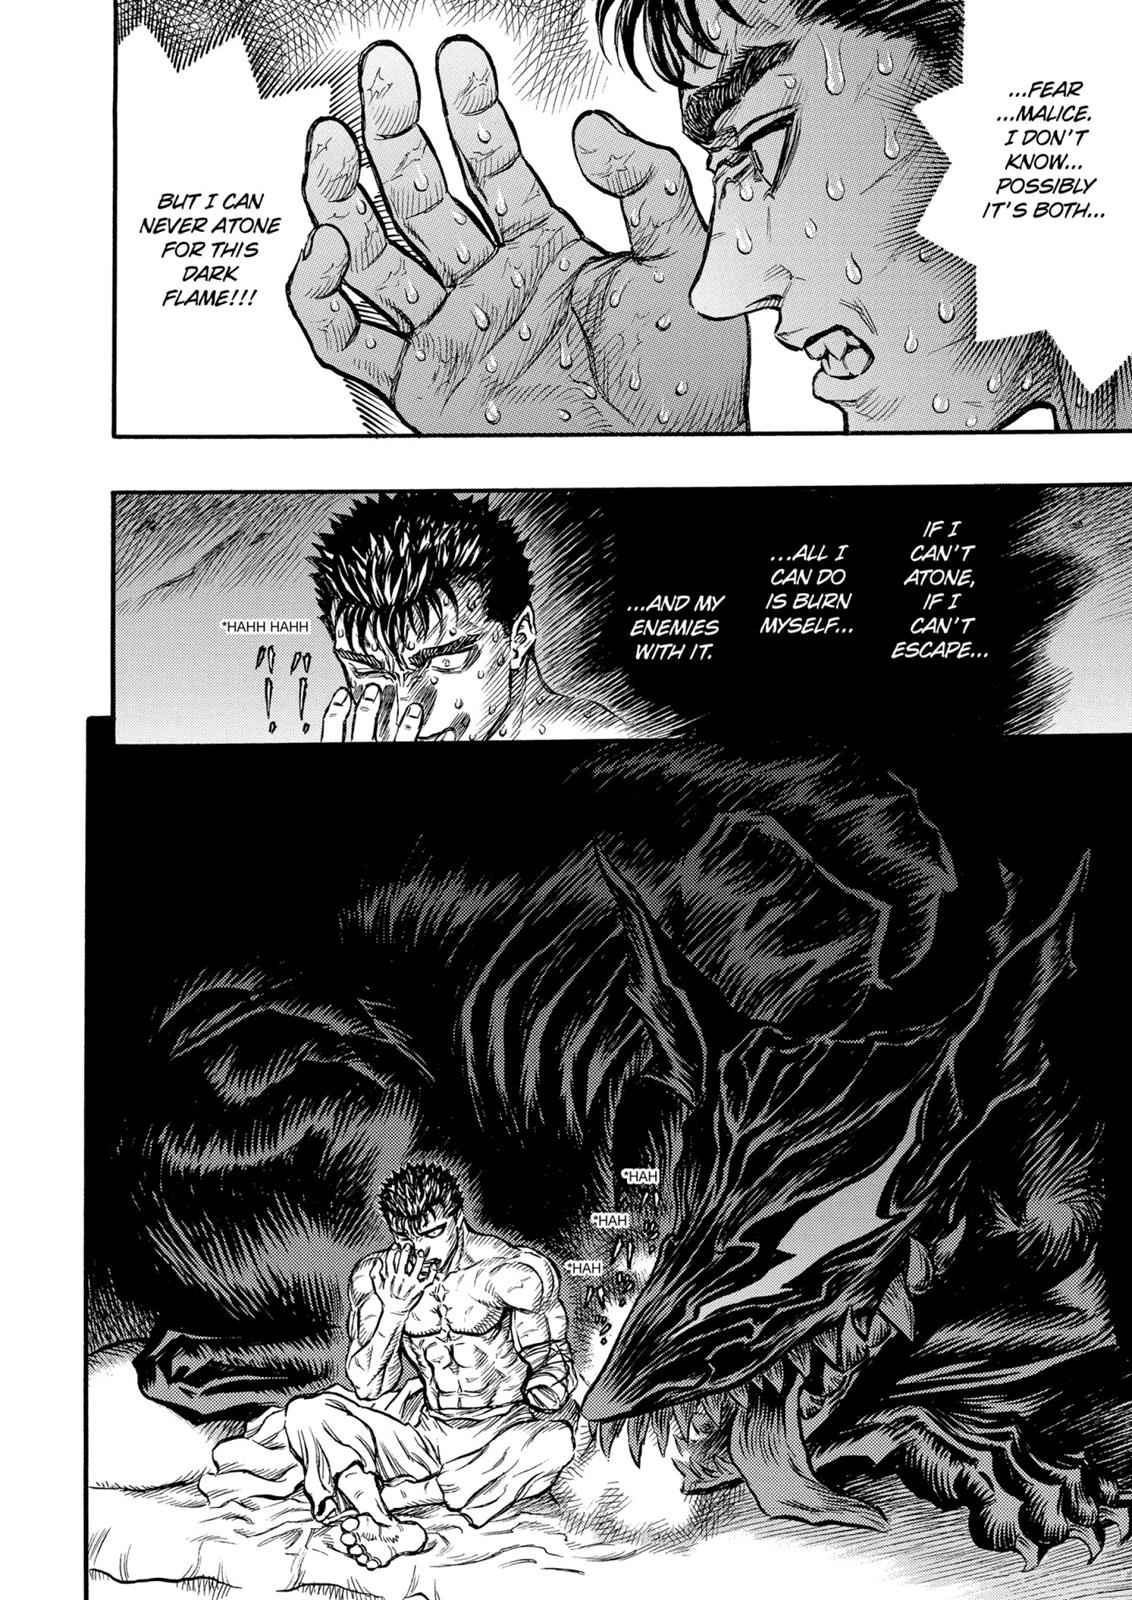 ...FEAR
...MALICE.
I DON'T
KNOW...
POSSIBLY
IT'S BOTH...
BUT I CAN
NEVER ATONE
FOR THIS
DARK
FLAME!!!
IF I
CAN'T
ATONE,
IF I
CAN'T
ESCAPE...
...ALL I
CAN DO
IS BURN
MYSELF...
...AND MY
ENEMIES
WITH IT.
*HAHH HAHH
*HAH
*HAH
*HAH